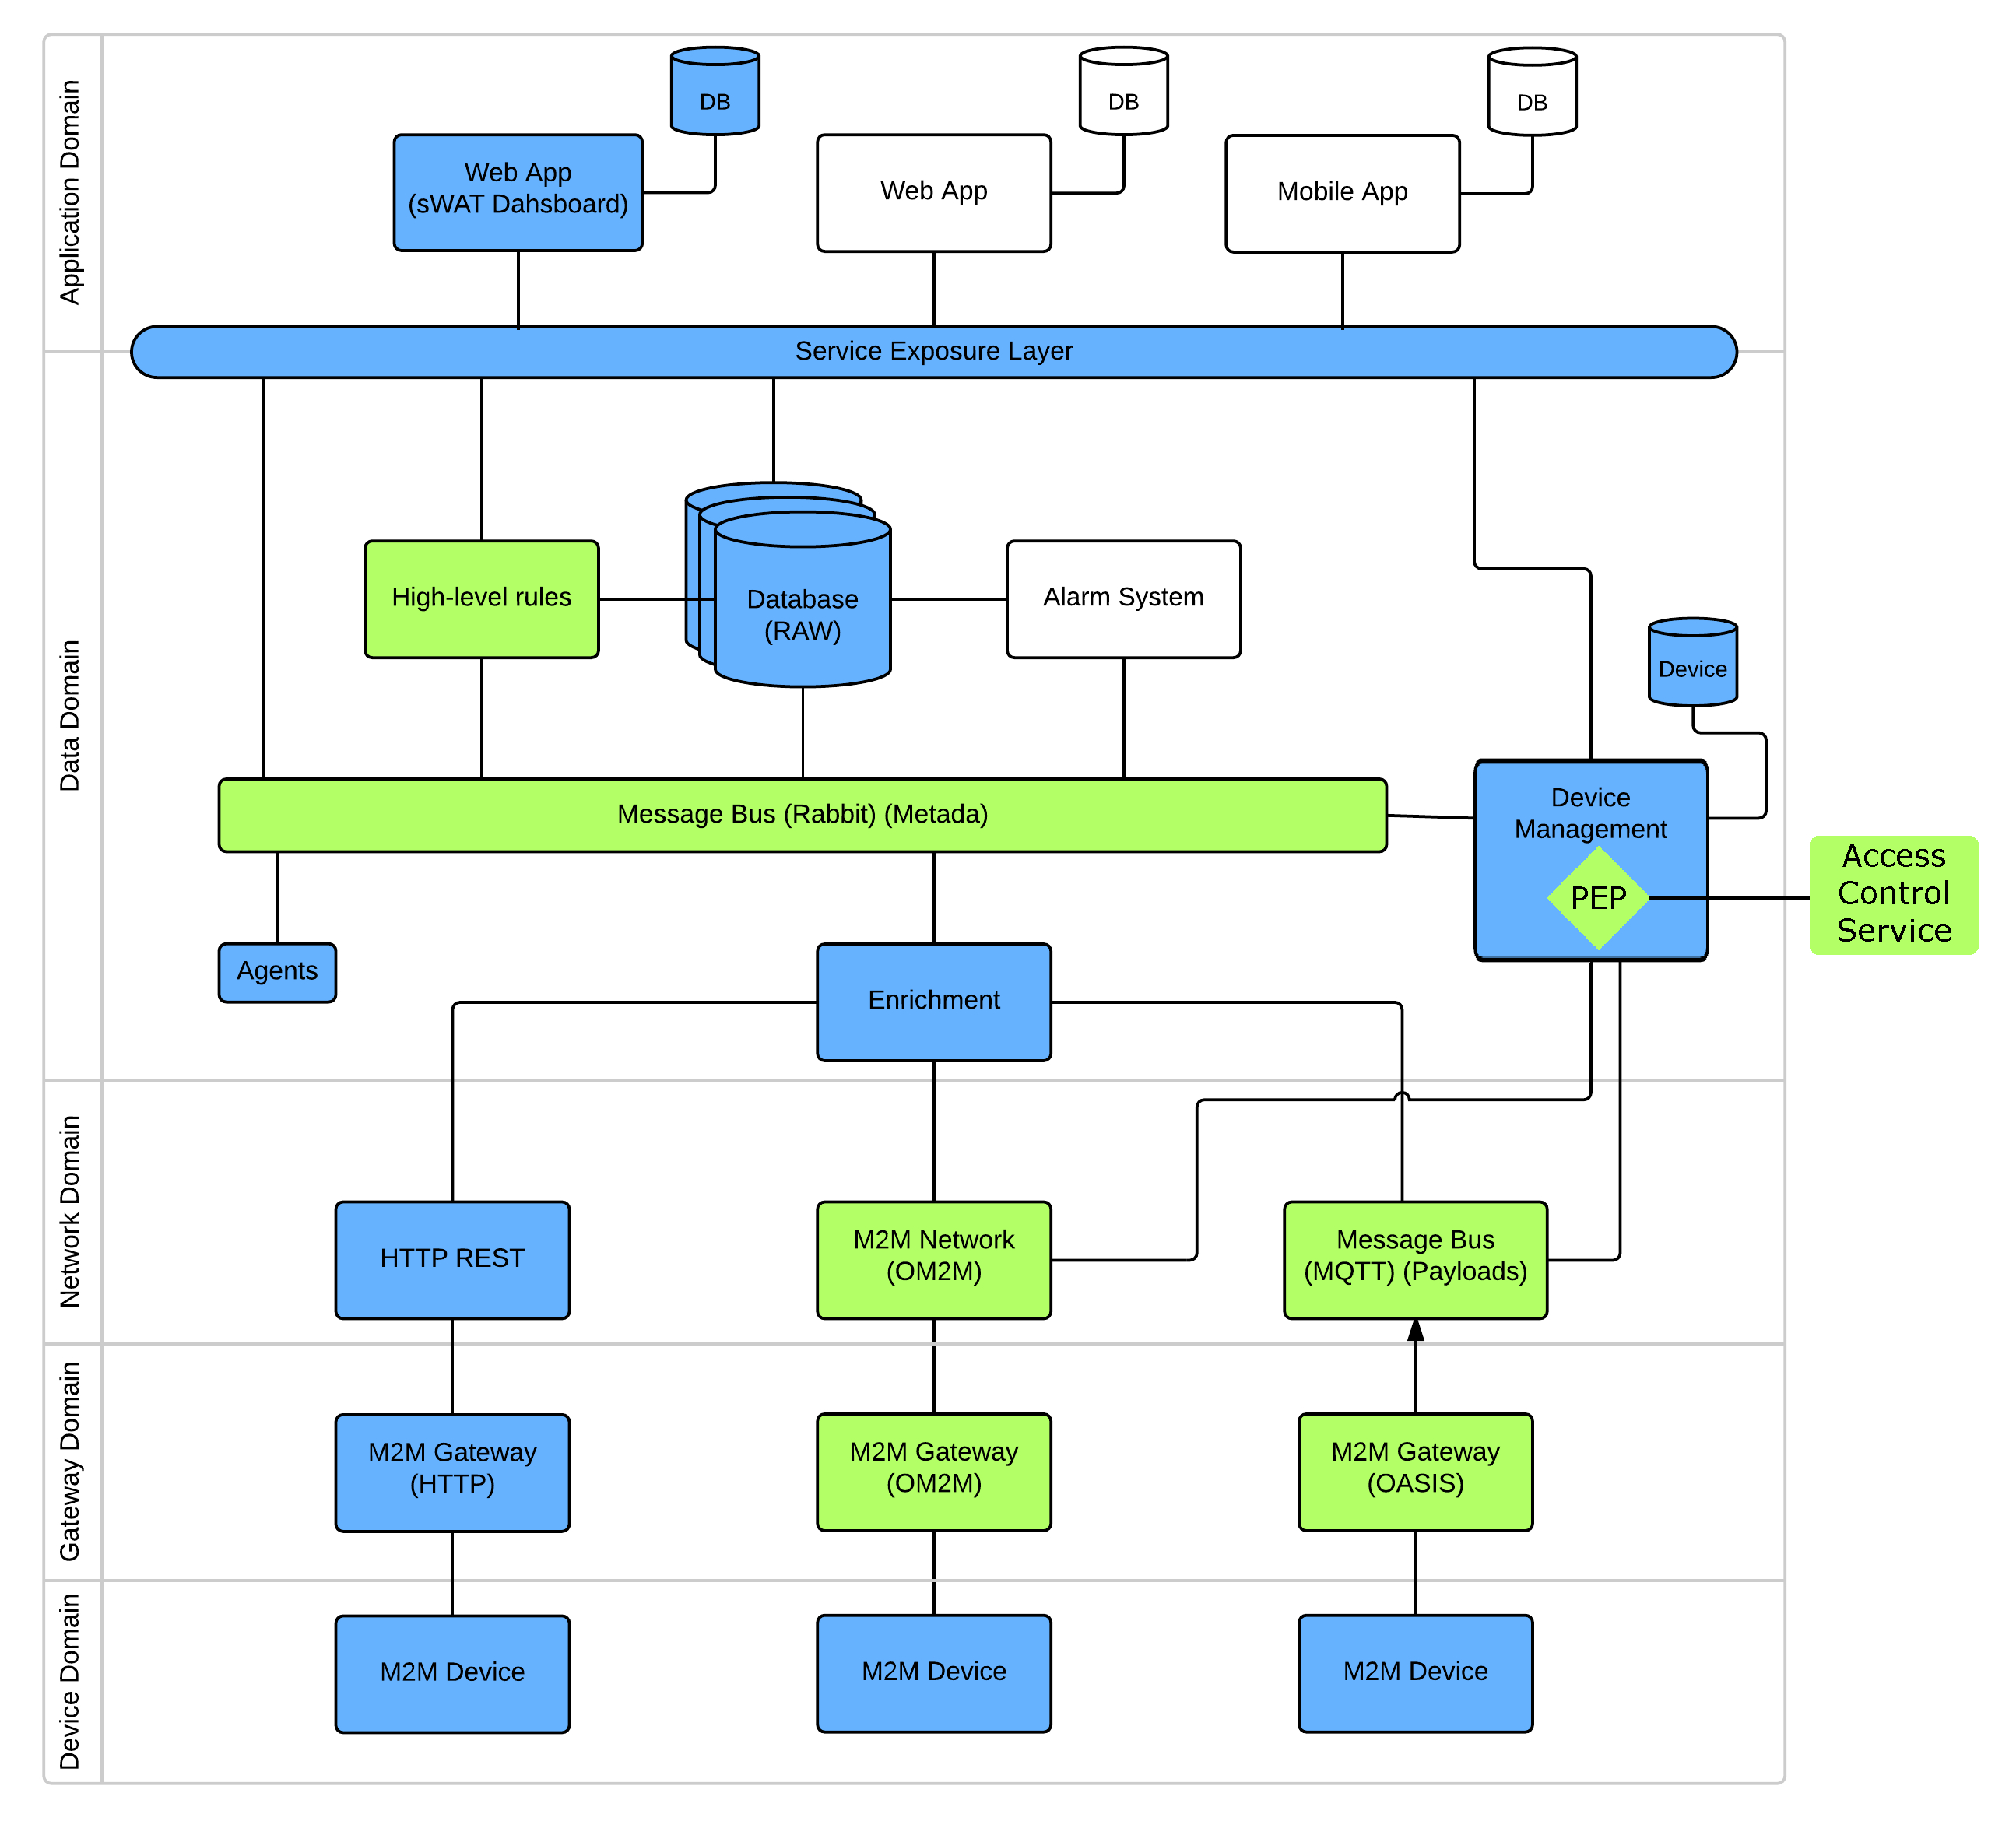 Application Domain
DB
DB
DB
Web App
(sWAT Dahsboard)
Web App
Mobile App
Service Exposure Layer
Data Domain
High-level rules
Database
(RAW)
Alarm System
Device
Message Bus (Rabbit) (Metada)
Device
Management
PEP
Access
Control
Service
Agents
Enrichment
Network Domain
HTTP REST
M2M Network
(OM2M)
Message Bus
(MQTT) (Payloads)
Gateway Domain
M2M Gateway
(HTTP)
M2M Gateway
(OM2M)
M2M Gateway
(OASIS)
Device Domain
M2M Device
M2M Device
M2M Device